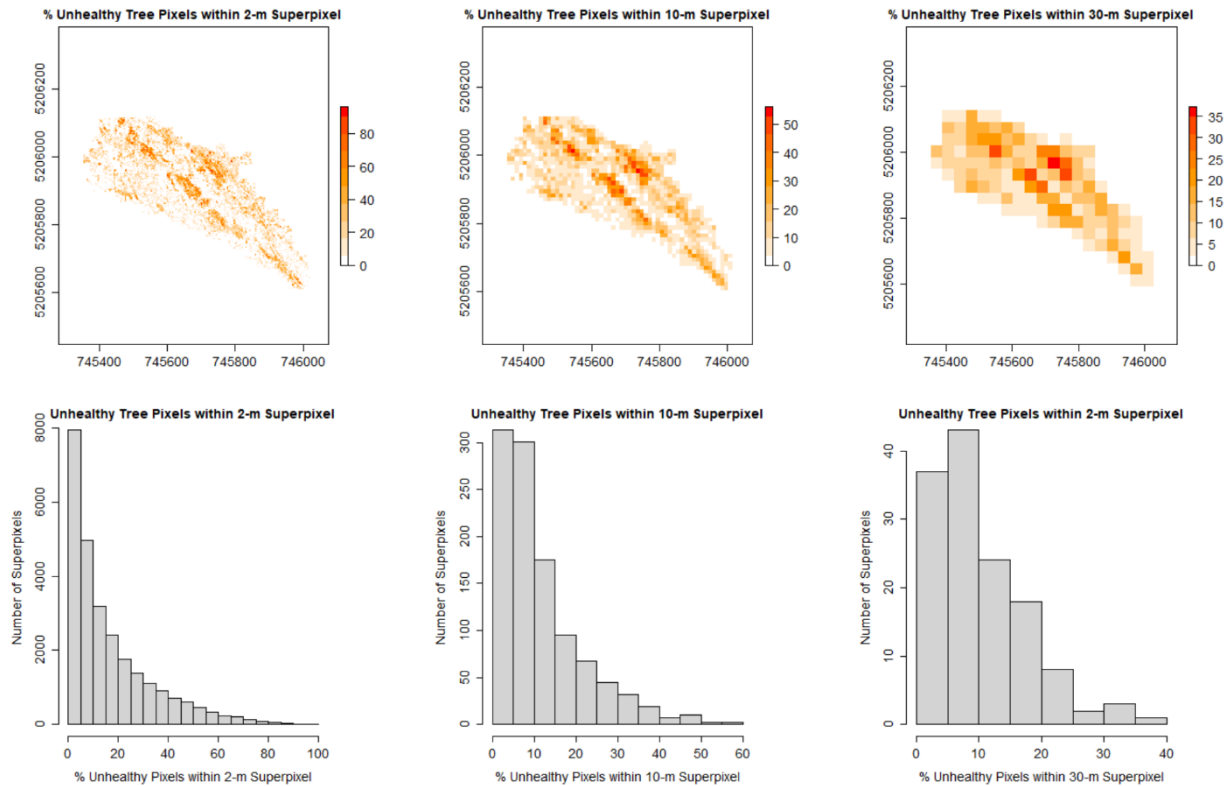 % Unhealthy Tree Pixels within 2-m Superpixel
5205600 5205800 5206000 5206200
0 20 40 60 80
745400 745600 745800 746000
% Unhealthy Tree Pixels within 10-m Superpixel
5205600 5205800 5206000 5206200
0 10 20 30 40 50
745400 745600 745800 746000
% Unhealthy Tree Pixels within 30-m Superpixel
5205600 5205800 5206000 5206200
0 5 10 15 20 25 30 35
745400 745600 745800 746000
Unhealthy Tree Pixels within 2-m Superpixel
Number of Superpixels
0 2000 4000 6000 8000
0 20 40 60 80 100
% Unhealthy Pixels within 2-m Superpixel
Unhealthy Tree Pixels within 10-m Superpixel
Number of Superpixels
0 50 100 150 200 250 300
0 10 20 30 40 50 60
% Unhealthy Pixels within 10-m Superpixel
Unhealthy Tree Pixels within 2-m Superpixel
Number of Superpixels
0 10 20 30 40
0 10 20 30 40
% Unhealthy Pixels within 30-m Superpixel